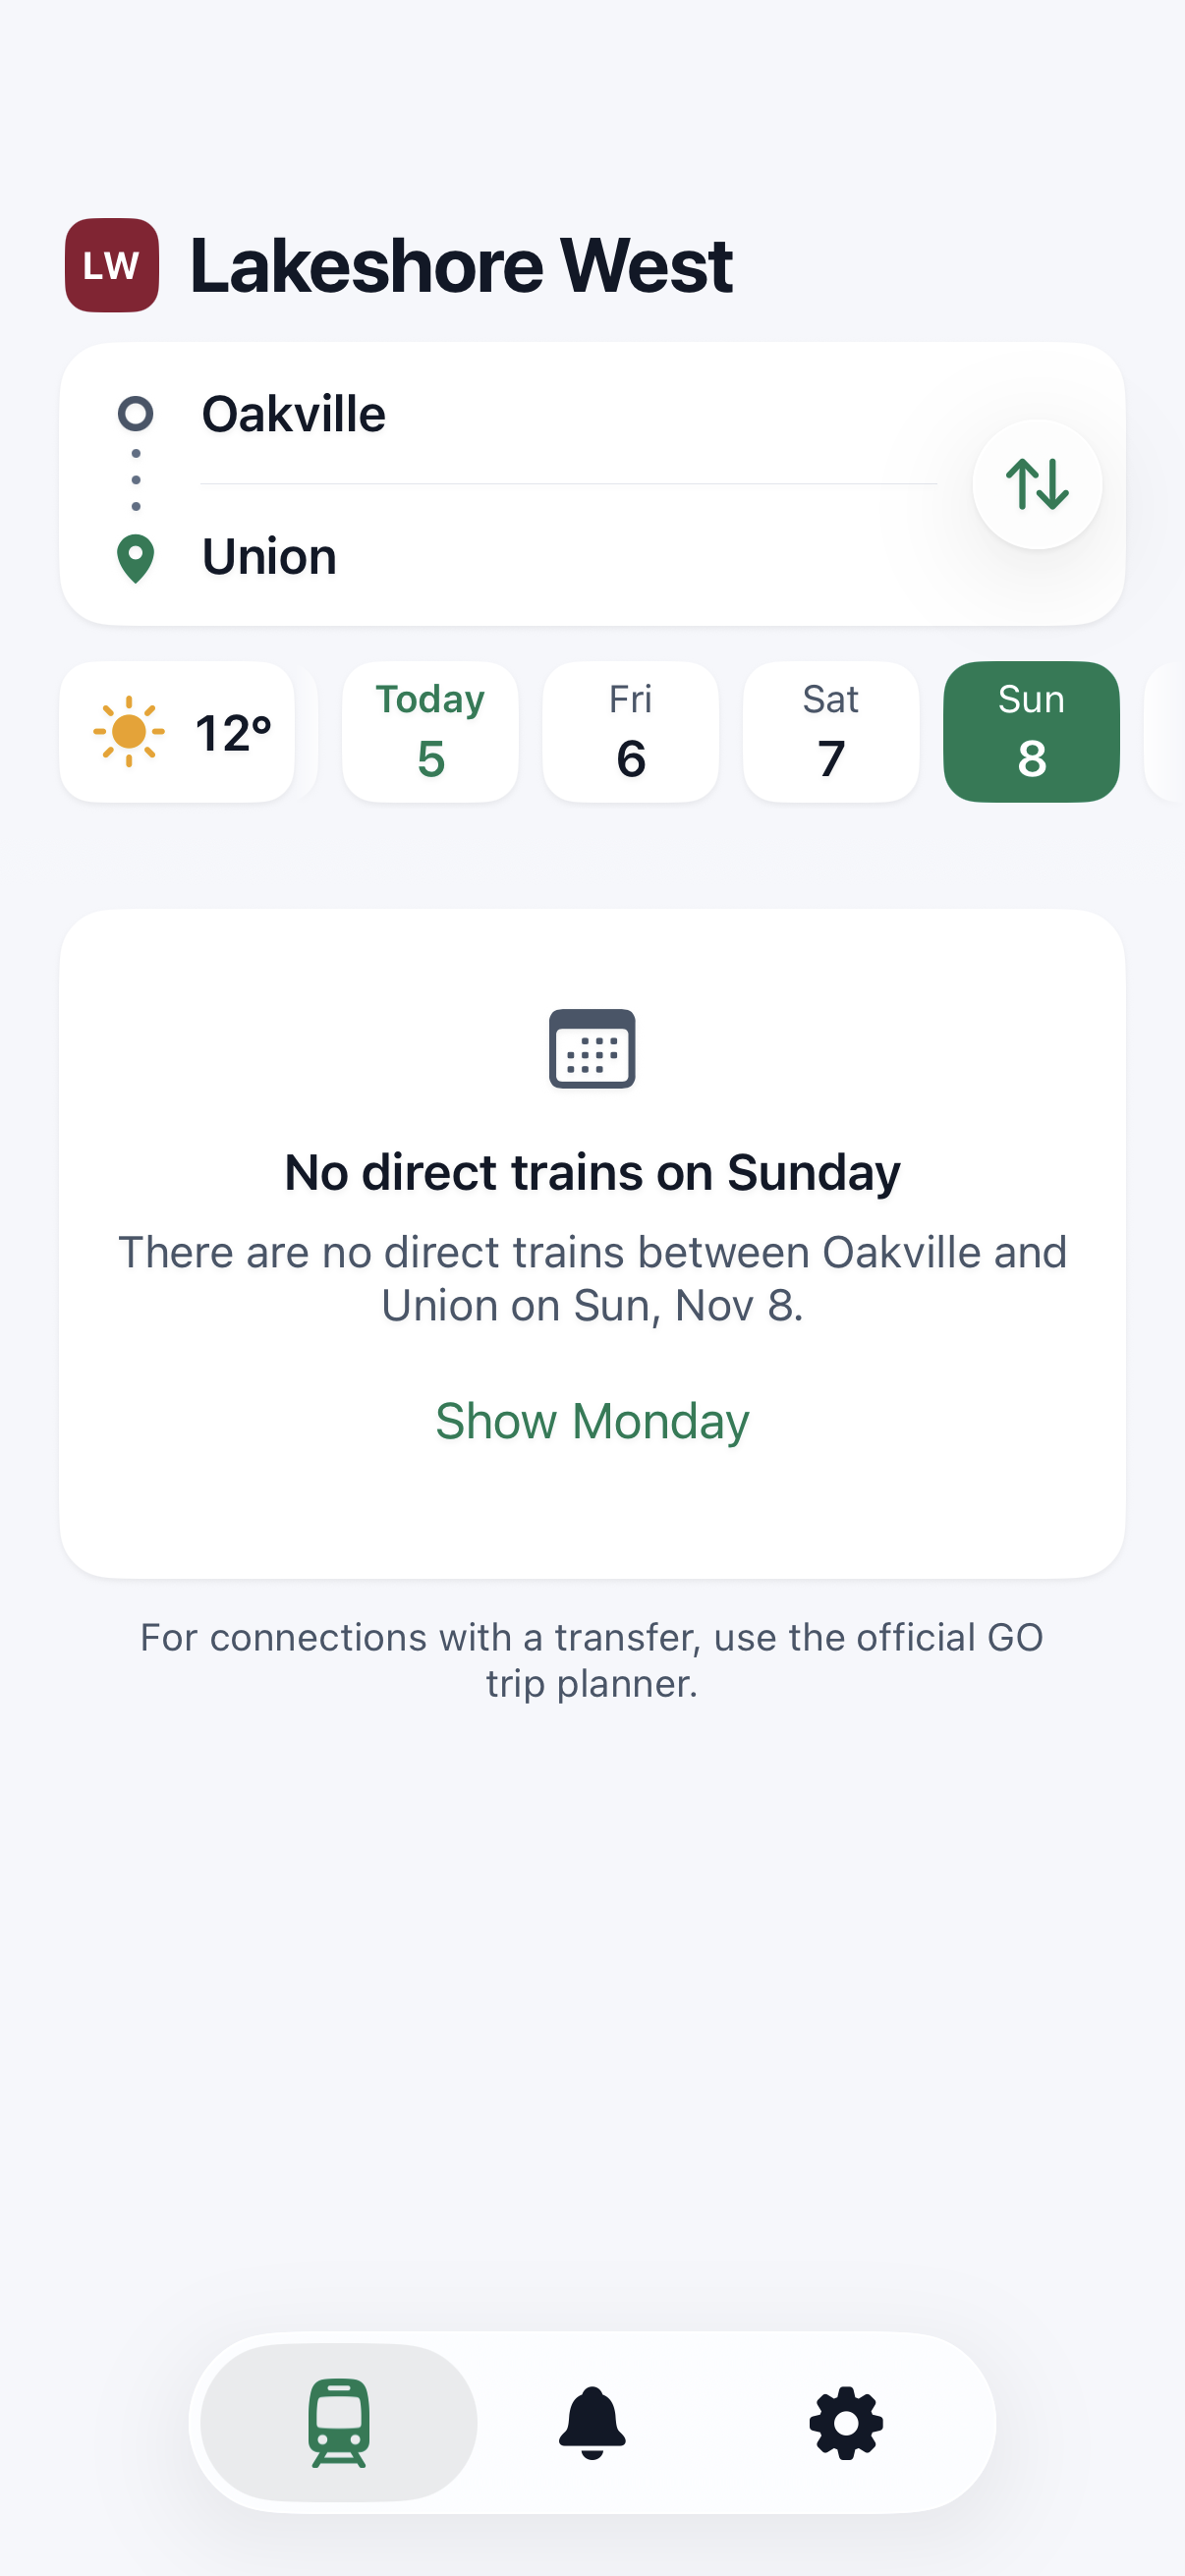 LW Lakeshore West
Oakville
Union
12°
Today
5
Fri
6
Sat
7
Sun
8
No direct trains on Sunday
There are no direct trains between Oakville and
Union on Sun, Nov 8.
Show Monday
For connections with a transfer, use the official GO
trip planner.